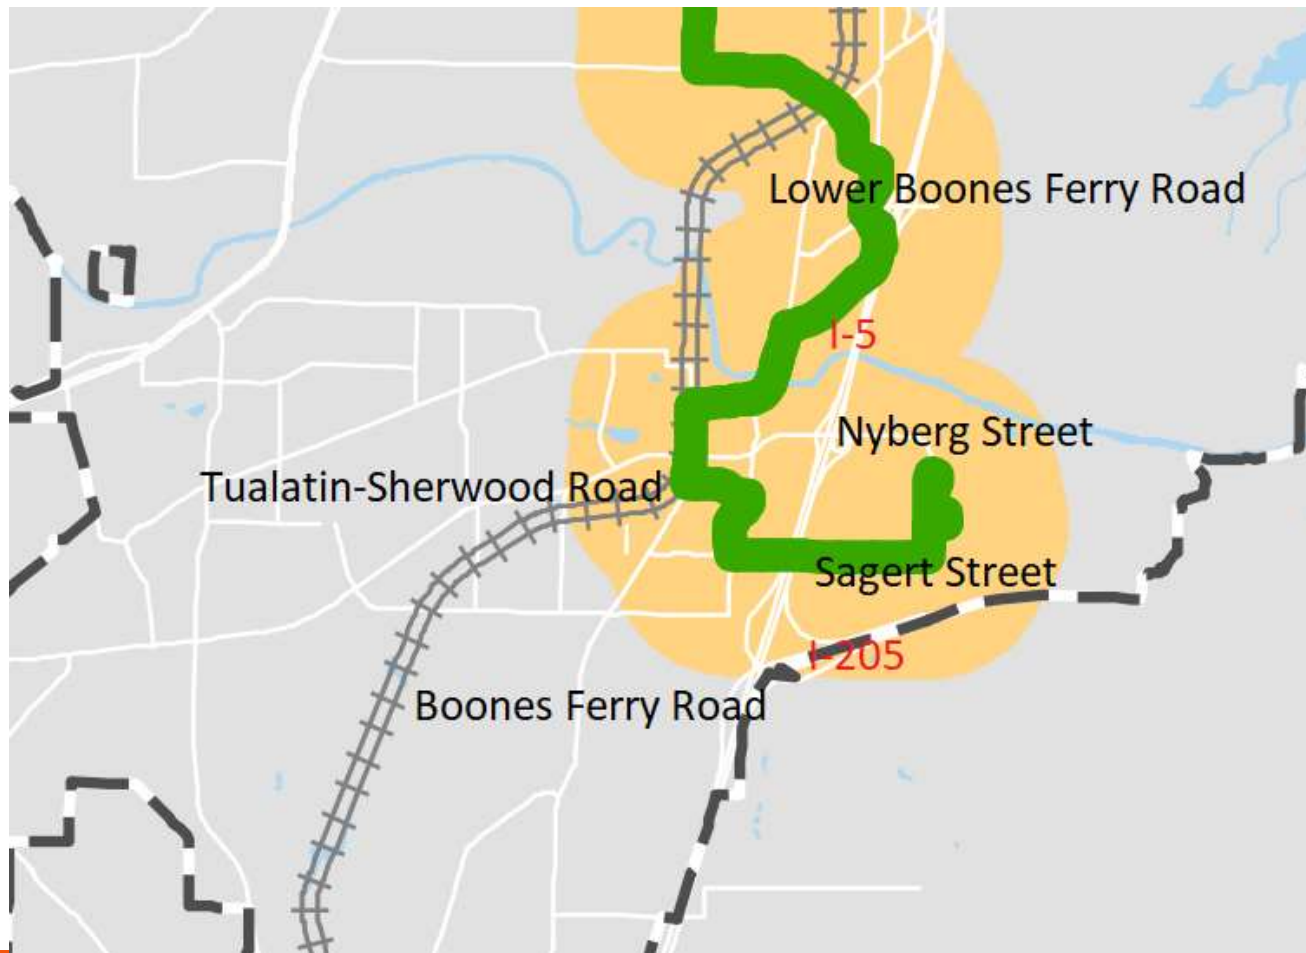 Lower Boones Ferry Road
I-5
Nyberg Street
Tualatin-Sherwood Road
Sagert Street
I-205
Boones Ferry Road